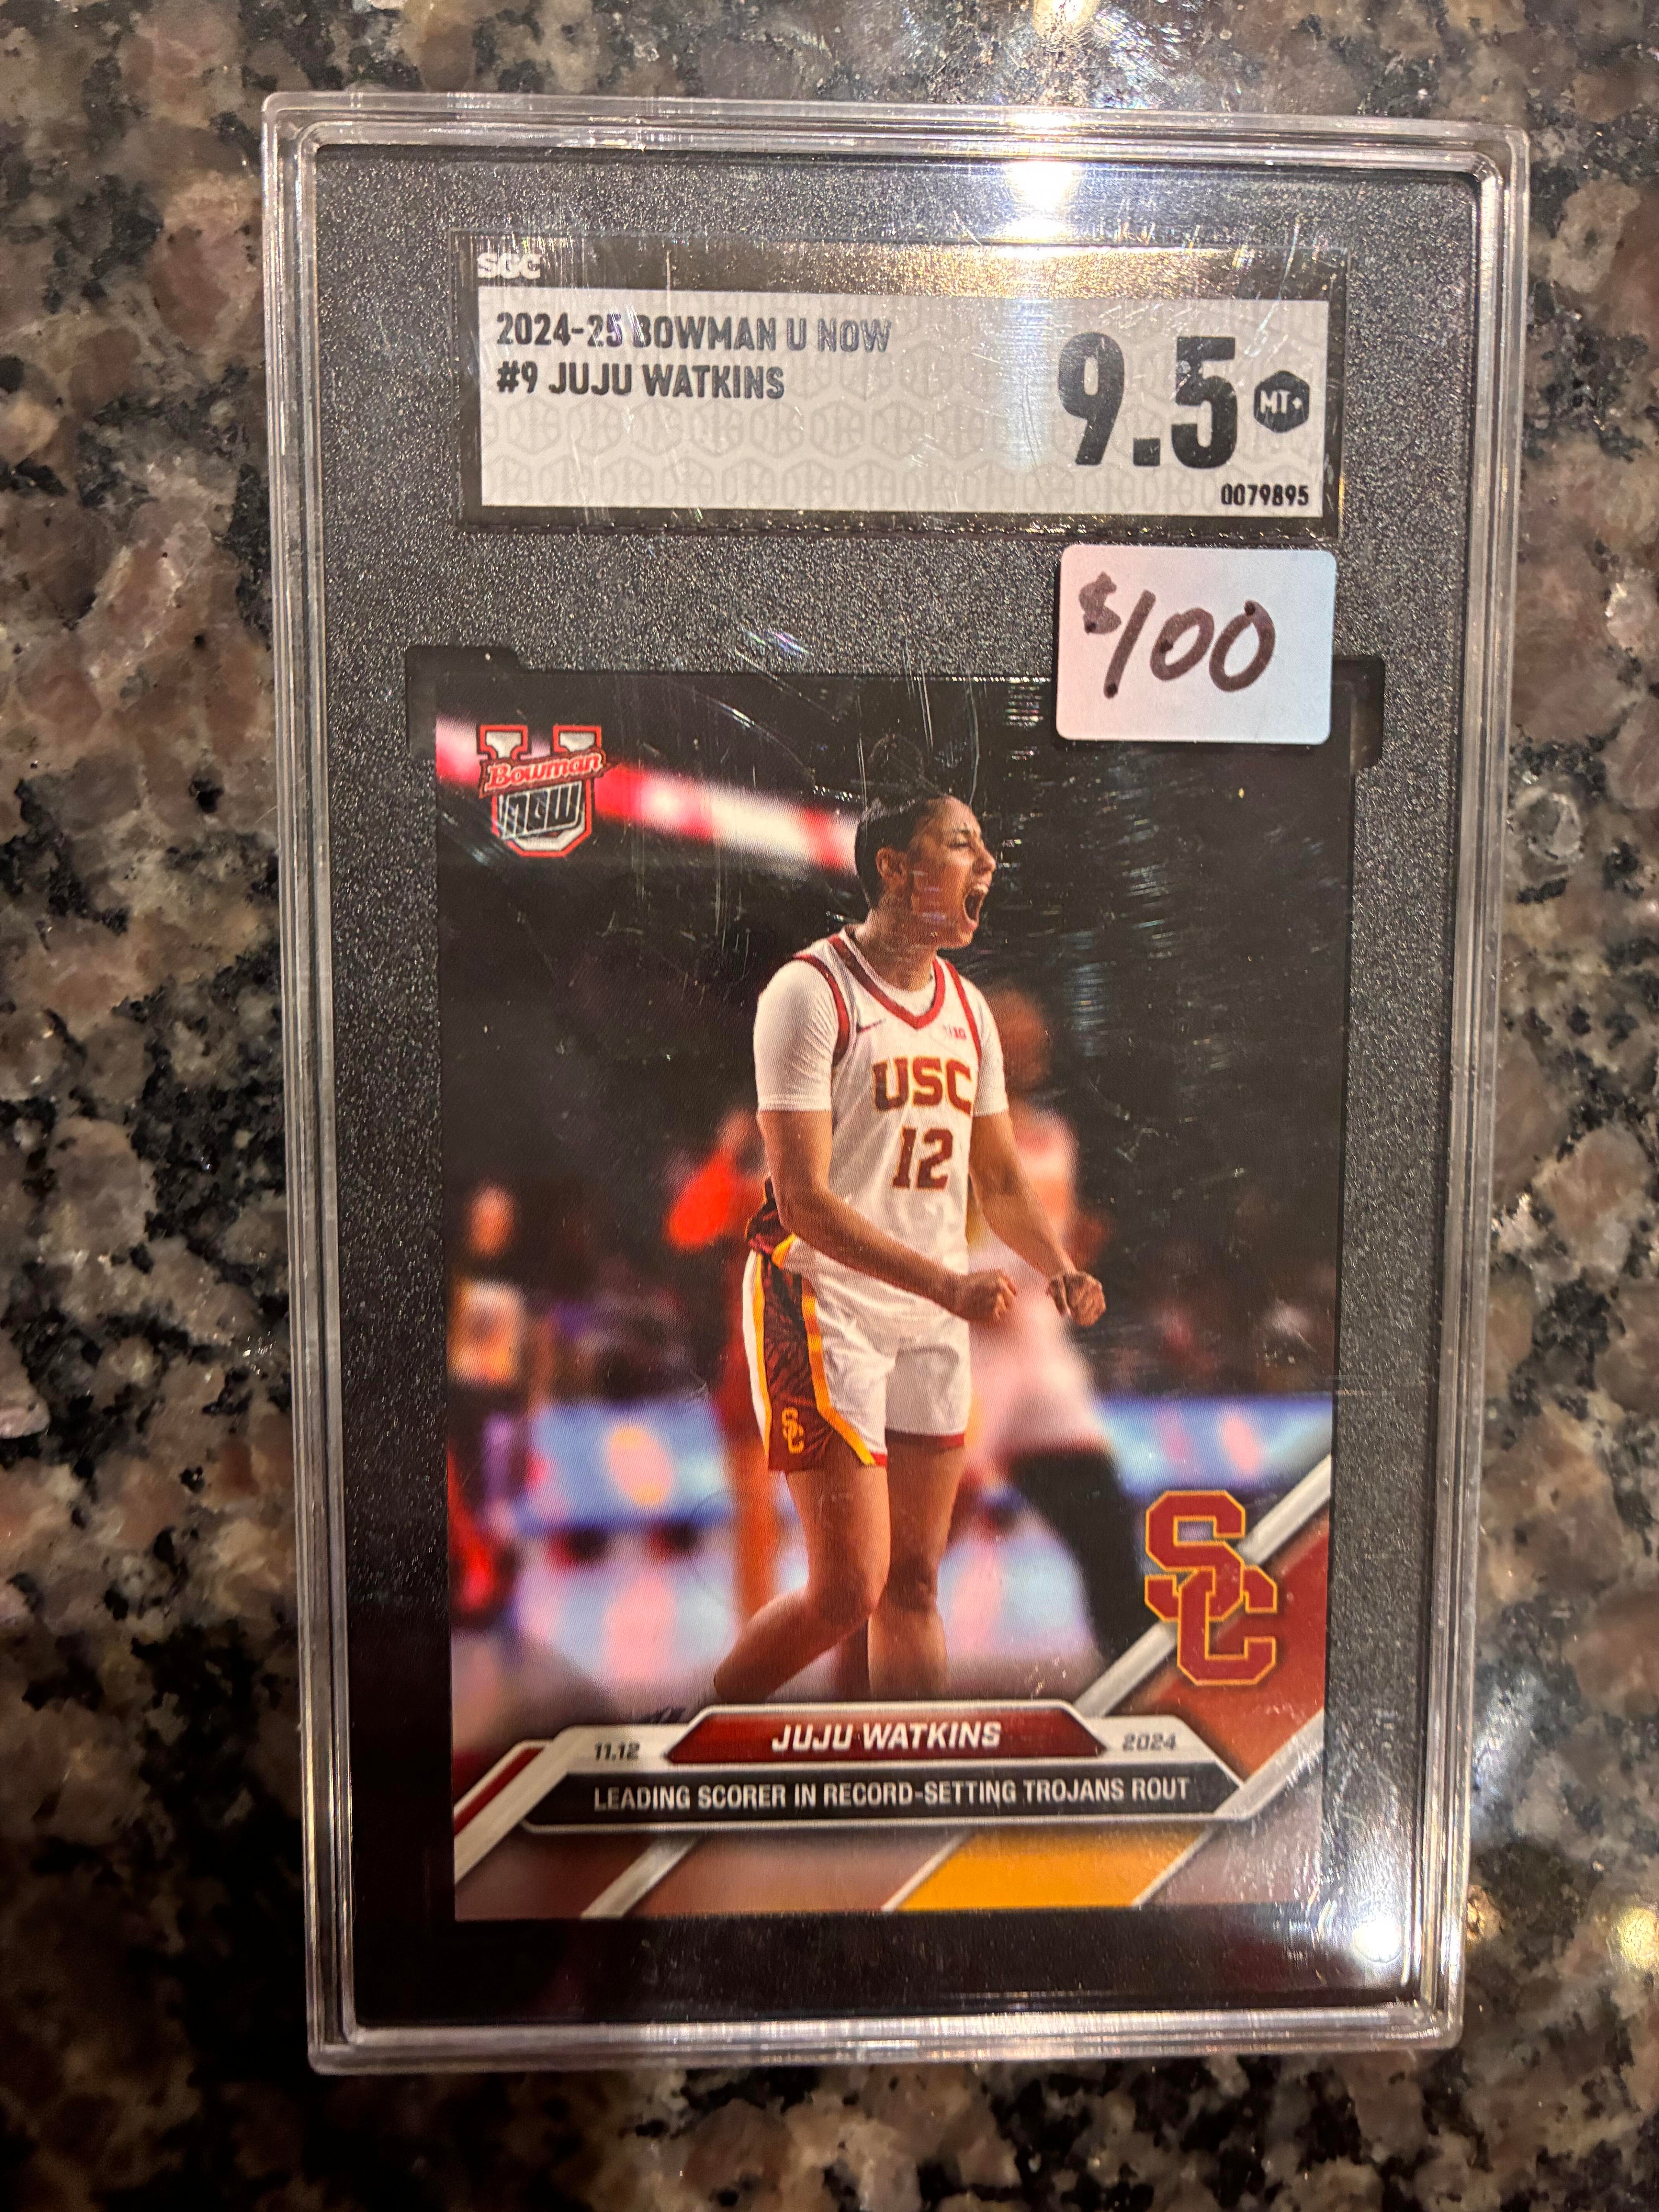 SGC
2024-25 BOWMAN U NOW
#9 JUJU WATKINS
9.5
MT+
0079895
$100
U
Bowman
NOW
B1G
USC
12
SC
SC
JUJU WATKINS
11.12
2024
LEADING SCORER IN RECORD-SETTING TROJANS ROUT